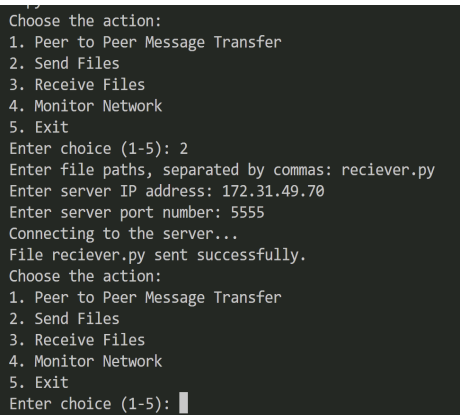 Choose the action:
1. Peer to Peer Message Transfer
2. Send Files
3. Receive Files
4. Monitor Network
5. Exit
Enter choice (1-5): 2
Enter file paths, separated by commas: reciever.py
Enter server IP address: 172.31.49.70
Enter server port number: 5555
Connecting to the server...
File reciever.py sent successfully.
Choose the action:
1. Peer to Peer Message Transfer
2. Send Files
3. Receive Files
4. Monitor Network
5. Exit
Enter choice (1-5):